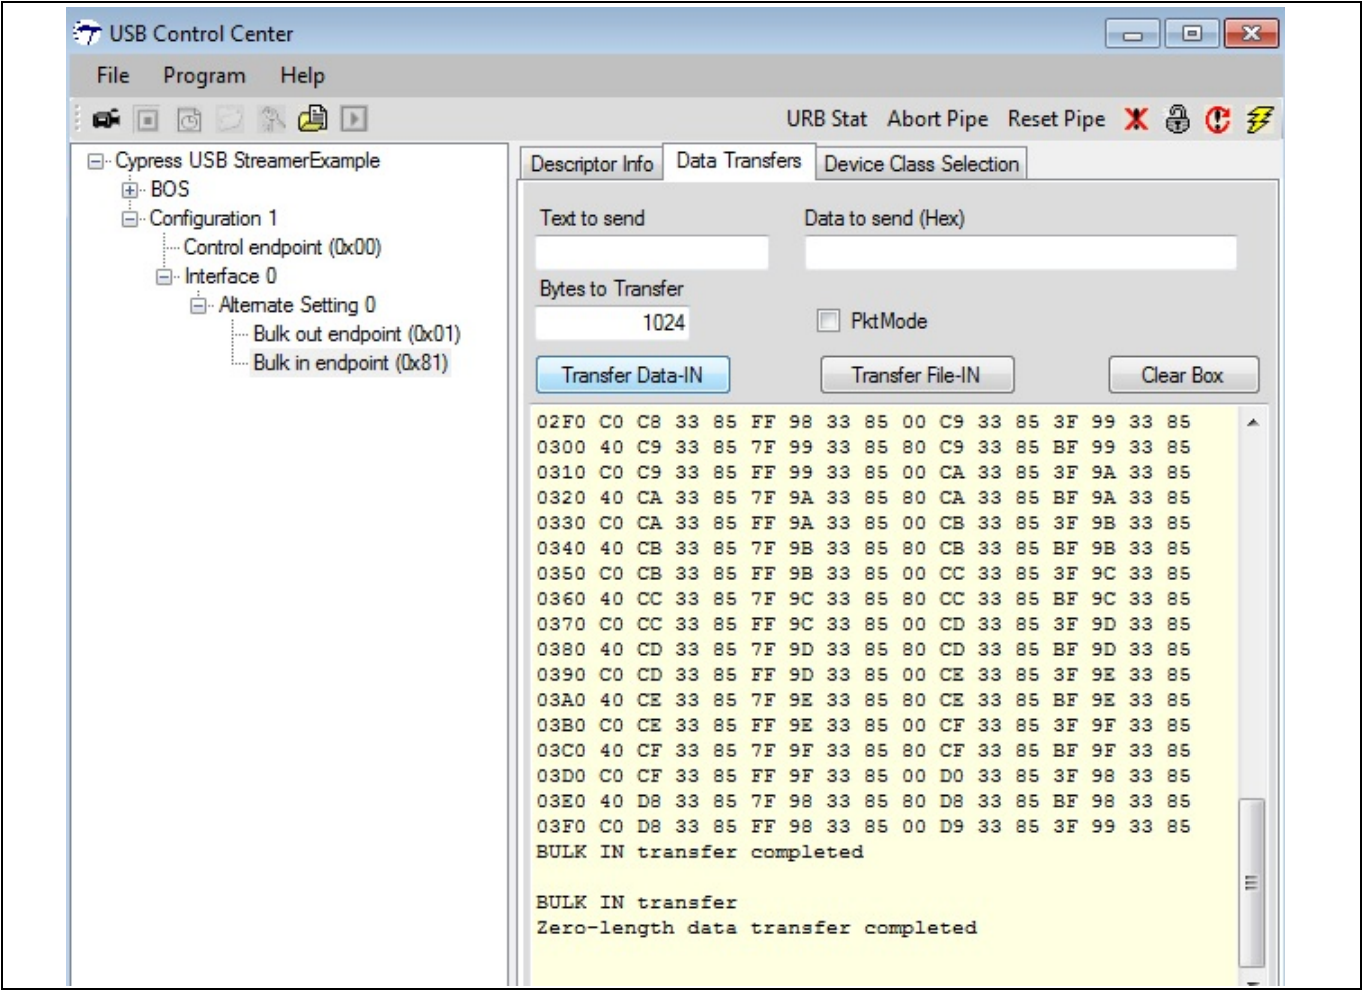 USB Control Center
File Program Help
URB Stat Abort Pipe Reset Pipe
Cypress USB StreamerExample
BOS
Configuration 1
Control endpoint (0x00)
Interface 0
Alternate Setting 0
Bulk out endpoint (0x01)
Bulk in endpoint (0x81)
Descriptor Info Data Transfers Device Class Selection
Text to send Data to send (Hex)
Bytes to Transfer
1024 PktMode
Transfer Data-IN Transfer File-IN Clear Box
02F0 C0 C8 33 85 FF 98 33 85 00 C9 33 85 3F 99 33 85
0300 40 C9 33 85 7F 99 33 85 80 C9 33 85 BF 99 33 85
0310 C0 C9 33 85 FF 99 33 85 00 CA 33 85 3F 9A 33 85
0320 40 CA 33 85 7F 9A 33 85 80 CA 33 85 BF 9A 33 85
0330 C0 CA 33 85 FF 9A 33 85 00 CB 33 85 3F 9B 33 85
0340 40 CB 33 85 7F 9B 33 85 80 CB 33 85 BF 9B 33 85
0350 C0 CB 33 85 FF 9B 33 85 00 CC 33 85 3F 9C 33 85
0360 40 CC 33 85 7F 9C 33 85 80 CC 33 85 BF 9C 33 85
0370 C0 CC 33 85 FF 9C 33 85 00 CD 33 85 3F 9D 33 85
0380 40 CD 33 85 7F 9D 33 85 80 CD 33 85 BF 9D 33 85
0390 C0 CD 33 85 FF 9D 33 85 00 CE 33 85 3F 9E 33 85
03A0 40 CE 33 85 7F 9E 33 85 80 CE 33 85 BF 9E 33 85
03B0 C0 CE 33 85 FF 9E 33 85 00 CF 33 85 3F 9F 33 85
03C0 40 CF 33 85 7F 9F 33 85 80 CF 33 85 BF 9F 33 85
03D0 C0 CF 33 85 FF 9F 33 85 00 D0 33 85 3F 98 33 85
03E0 40 D8 33 85 7F 98 33 85 80 D8 33 85 BF 98 33 85
03F0 C0 D8 33 85 FF 98 33 85 00 D9 33 85 3F 99 33 85
BULK IN transfer completed
BULK IN transfer
Zero-length data transfer completed